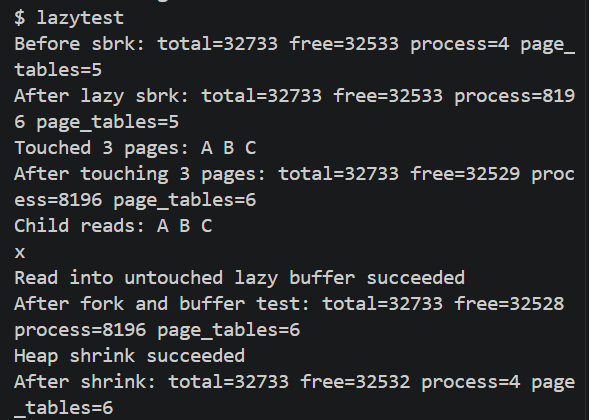 $ lazytest
Before sbrk: total=32733 free=32533 process=4 page_
tables=5
After lazy sbrk: total=32733 free=32533 process=819
6 page_tables=5
Touched 3 pages: A B C
After touching 3 pages: total=32733 free=32529 proc
ess=8196 page_tables=6
Child reads: A B C
x
Read into untouched lazy buffer succeeded
After fork and buffer test: total=32733 free=32528
process=8196 page_tables=6
Heap shrink succeeded
After shrink: total=32733 free=32532 process=4 page
_tables=6